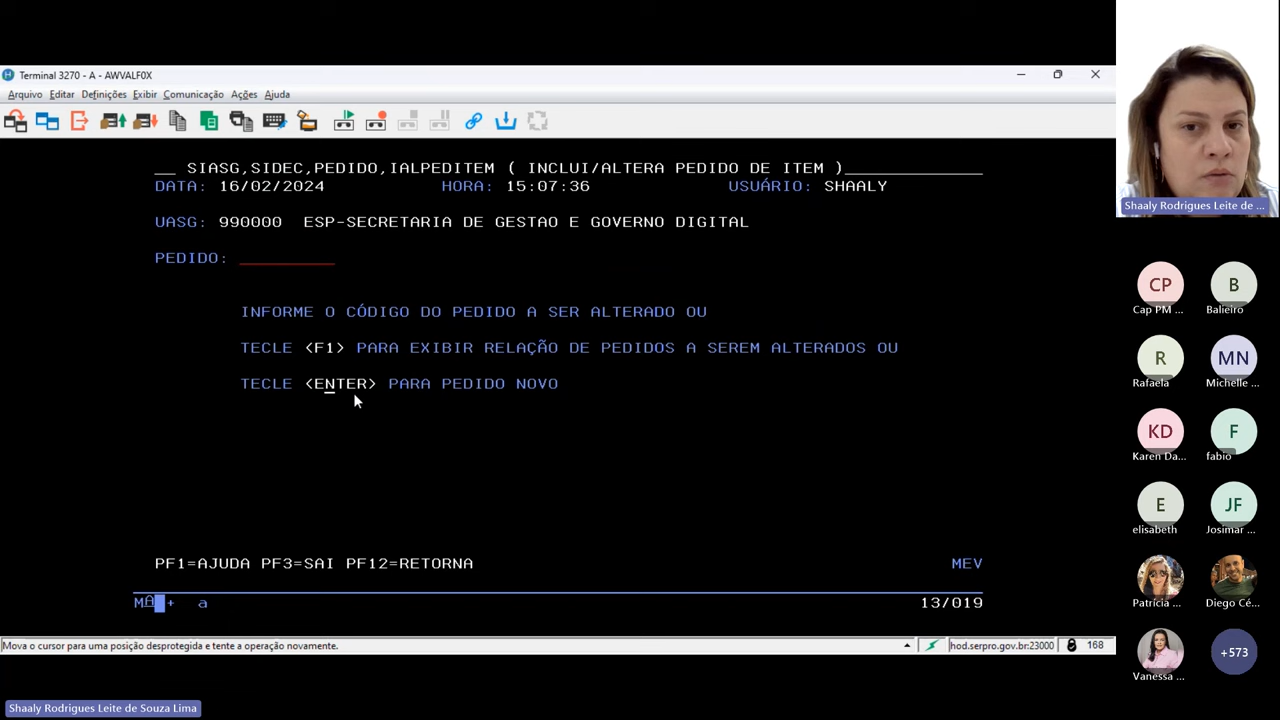 Terminal 3270 - A - AWVALF0X
Arquivo Editar Definições Exibir Comunicação Ações Ajuda
__ SIASG,SIDEC,PEDIDO,IALPEDITEM ( INCLUI/ALTERA PEDIDO DE ITEM )_____________
DATA: 16/02/2024 HORA: 15:07:36 USUÁRIO: SHAALY
UASG: 990000 ESP-SECRETARIA DE GESTAO E GOVERNO DIGITAL
PEDIDO: _________
INFORME O CÓDIGO DO PEDIDO A SER ALTERADO OU
TECLE <F1> PARA EXIBIR RELAÇÃO DE PEDIDOS A SEREM ALTERADOS OU
TECLE <ENTER> PARA PEDIDO NOVO
PF1=AJUDA PF3=SAI PF12=RETORNA MEV
MA + a 13/019
Mova o cursor para uma posição desprotegida e tente a operação novamente. hod.serpro.gov.br:23000 168
Shaaly Rodrigues Leite de Souza Lima
Shaaly Rodrigues Leite de ...
CP B
Cap PM ... Balieiro
R MN
Rafaela Michelle ...
KD F
Karen Da... fabio
E JF
elisabeth Josimar ...
Patrícia ... Diego Cé...
+573
Vanessa ...